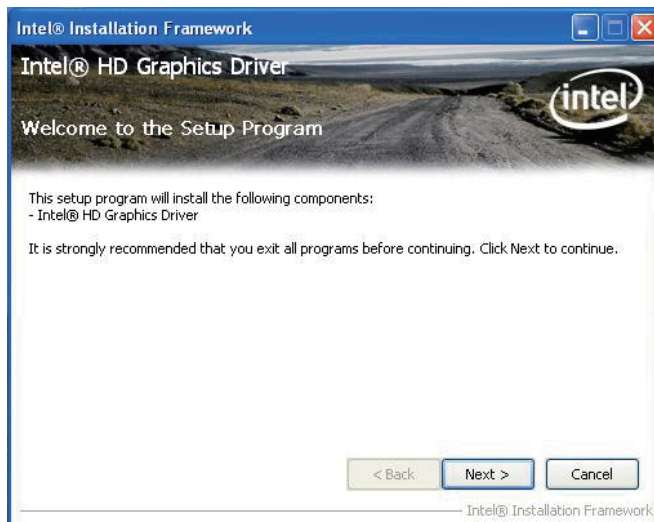 Intel® Installation Framework
Intel® HD Graphics Driver
intel
Welcome to the Setup Program
This setup program will install the following components:
- Intel® HD Graphics Driver
It is strongly recommended that you exit all programs before continuing. Click Next to continue.
< Back Next > Cancel
Intel® Installation Framework